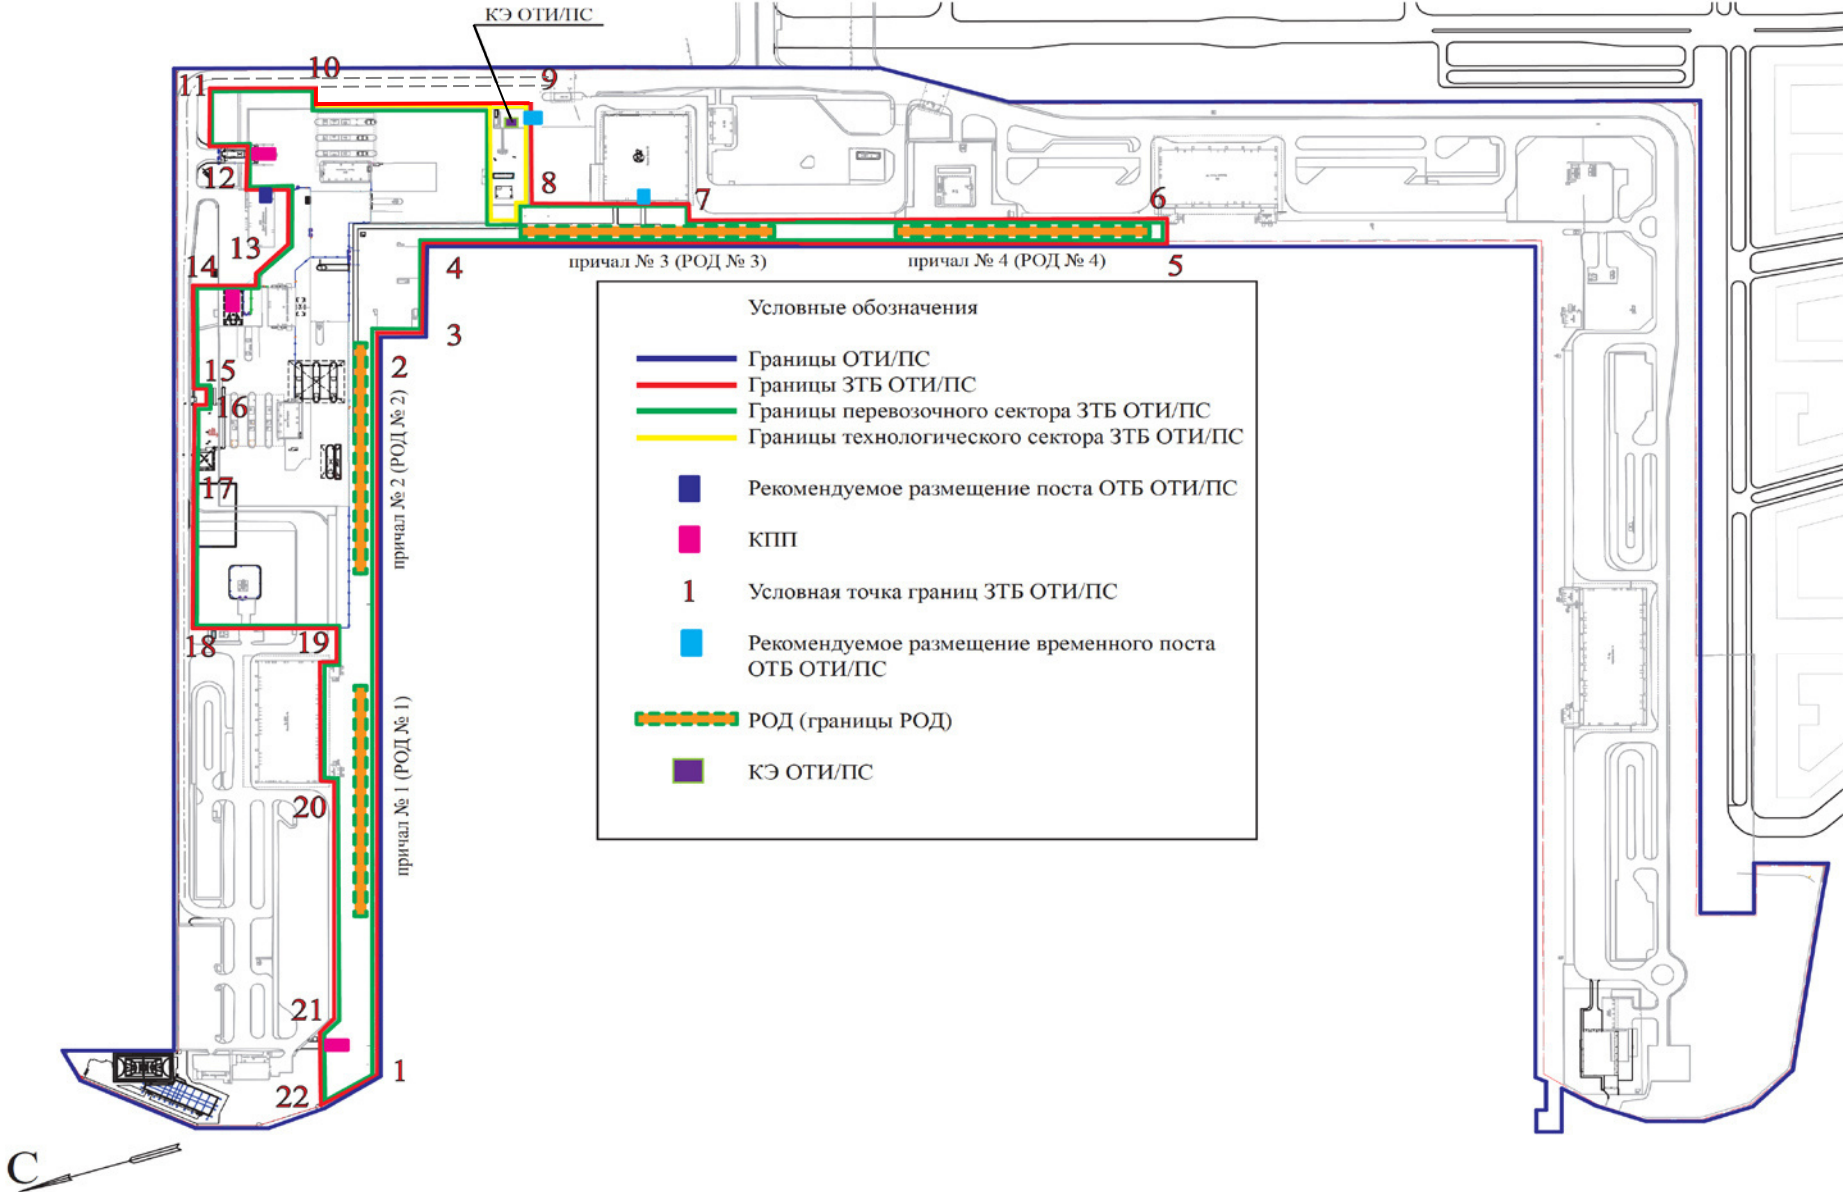 КЭ ОТИ/ПС
10
11
9
12
8
7
6
13
14
4
5
причал № 3 (РОД № 3)
причал № 4 (РОД № 4)
3
2
15
16
17
причал № 2 (РОД № 2)
18
19
причал № 1 (РОД № 1)
20
21
1
22
С
Условные обозначения
Границы ОТИ/ПС
Границы ЗТБ ОТИ/ПС
Границы перевозочного сектора ЗТБ ОТИ/ПС
Границы технологического сектора ЗТБ ОТИ/ПС
Рекомендуемое размещение поста ОТБ ОТИ/ПС
КПП
1 Условная точка границ ЗТБ ОТИ/ПС
Рекомендуемое размещение временного поста
ОТБ ОТИ/ПС
РОД (границы РОД)
КЭ ОТИ/ПС